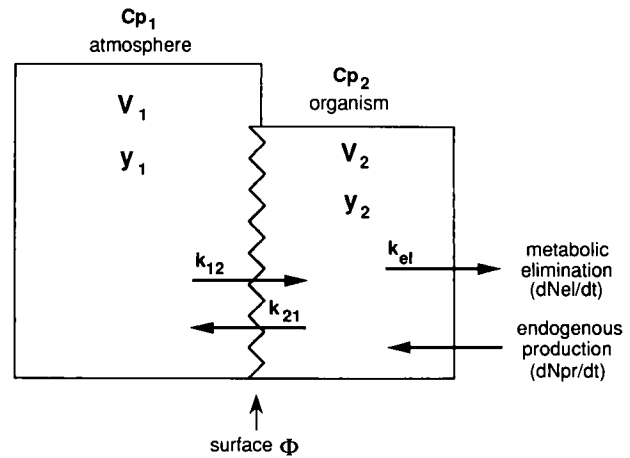 Cp₁
atmosphere
Cp₂
organism
V₁
y₁
V₂
y₂
k₁₂
k₂₁
kel
metabolic
elimination
(dNel/dt)
endogenous
production
(dNpr/dt)
surface Φ